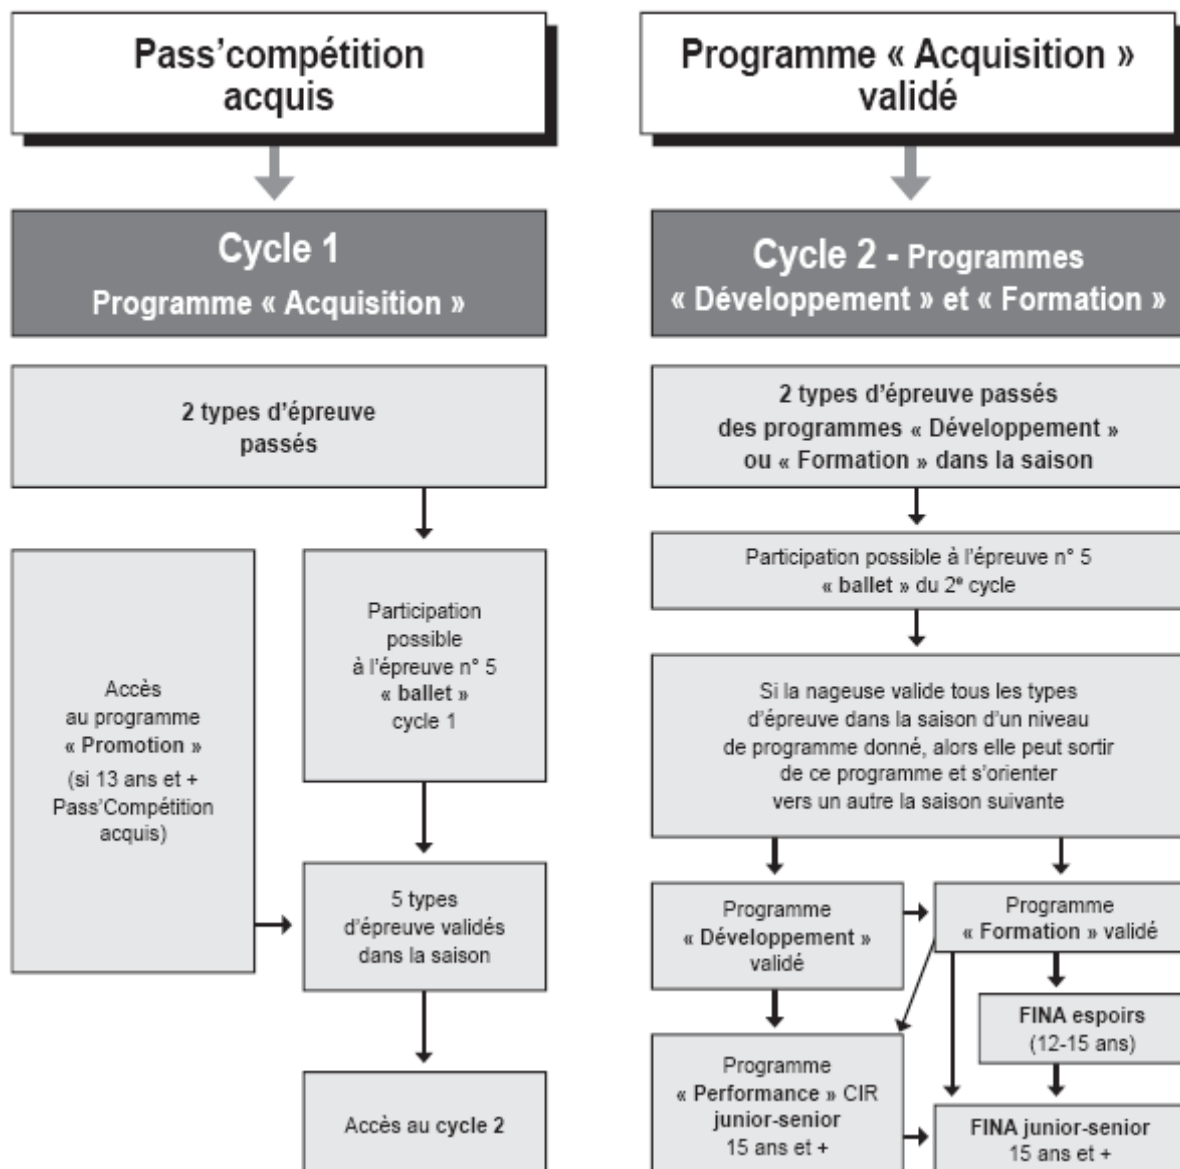 Pass’compétition
acquis
Cycle 1
Programme « Acquisition »
2 types d’épreuve
passés
Accès
au programme
« Promotion »
(si 13 ans et +
Pass’Compétition
acquis)
Participation
possible
à l’épreuve n° 5
« ballet »
cycle 1
5 types
d’épreuve validés
dans la saison
Accès au cycle 2
Programme « Acquisition »
validé
Cycle 2 - Programmes
« Développement » et « Formation »
2 types d’épreuve passés
des programmes « Développement »
ou « Formation » dans la saison
Participation possible à l’épreuve n° 5
« ballet » du 2e cycle
Si la nageuse valide tous les types
d’épreuve dans la saison d’un niveau
de programme donné, alors elle peut sortir
de ce programme et s’orienter
vers un autre la saison suivante
Programme
« Développement »
validé
Programme
« Formation » validé
FINA espoirs
(12-15 ans)
Programme
« Performance » CIR
junior-senior
15 ans et +
FINA junior-senior
15 ans et +